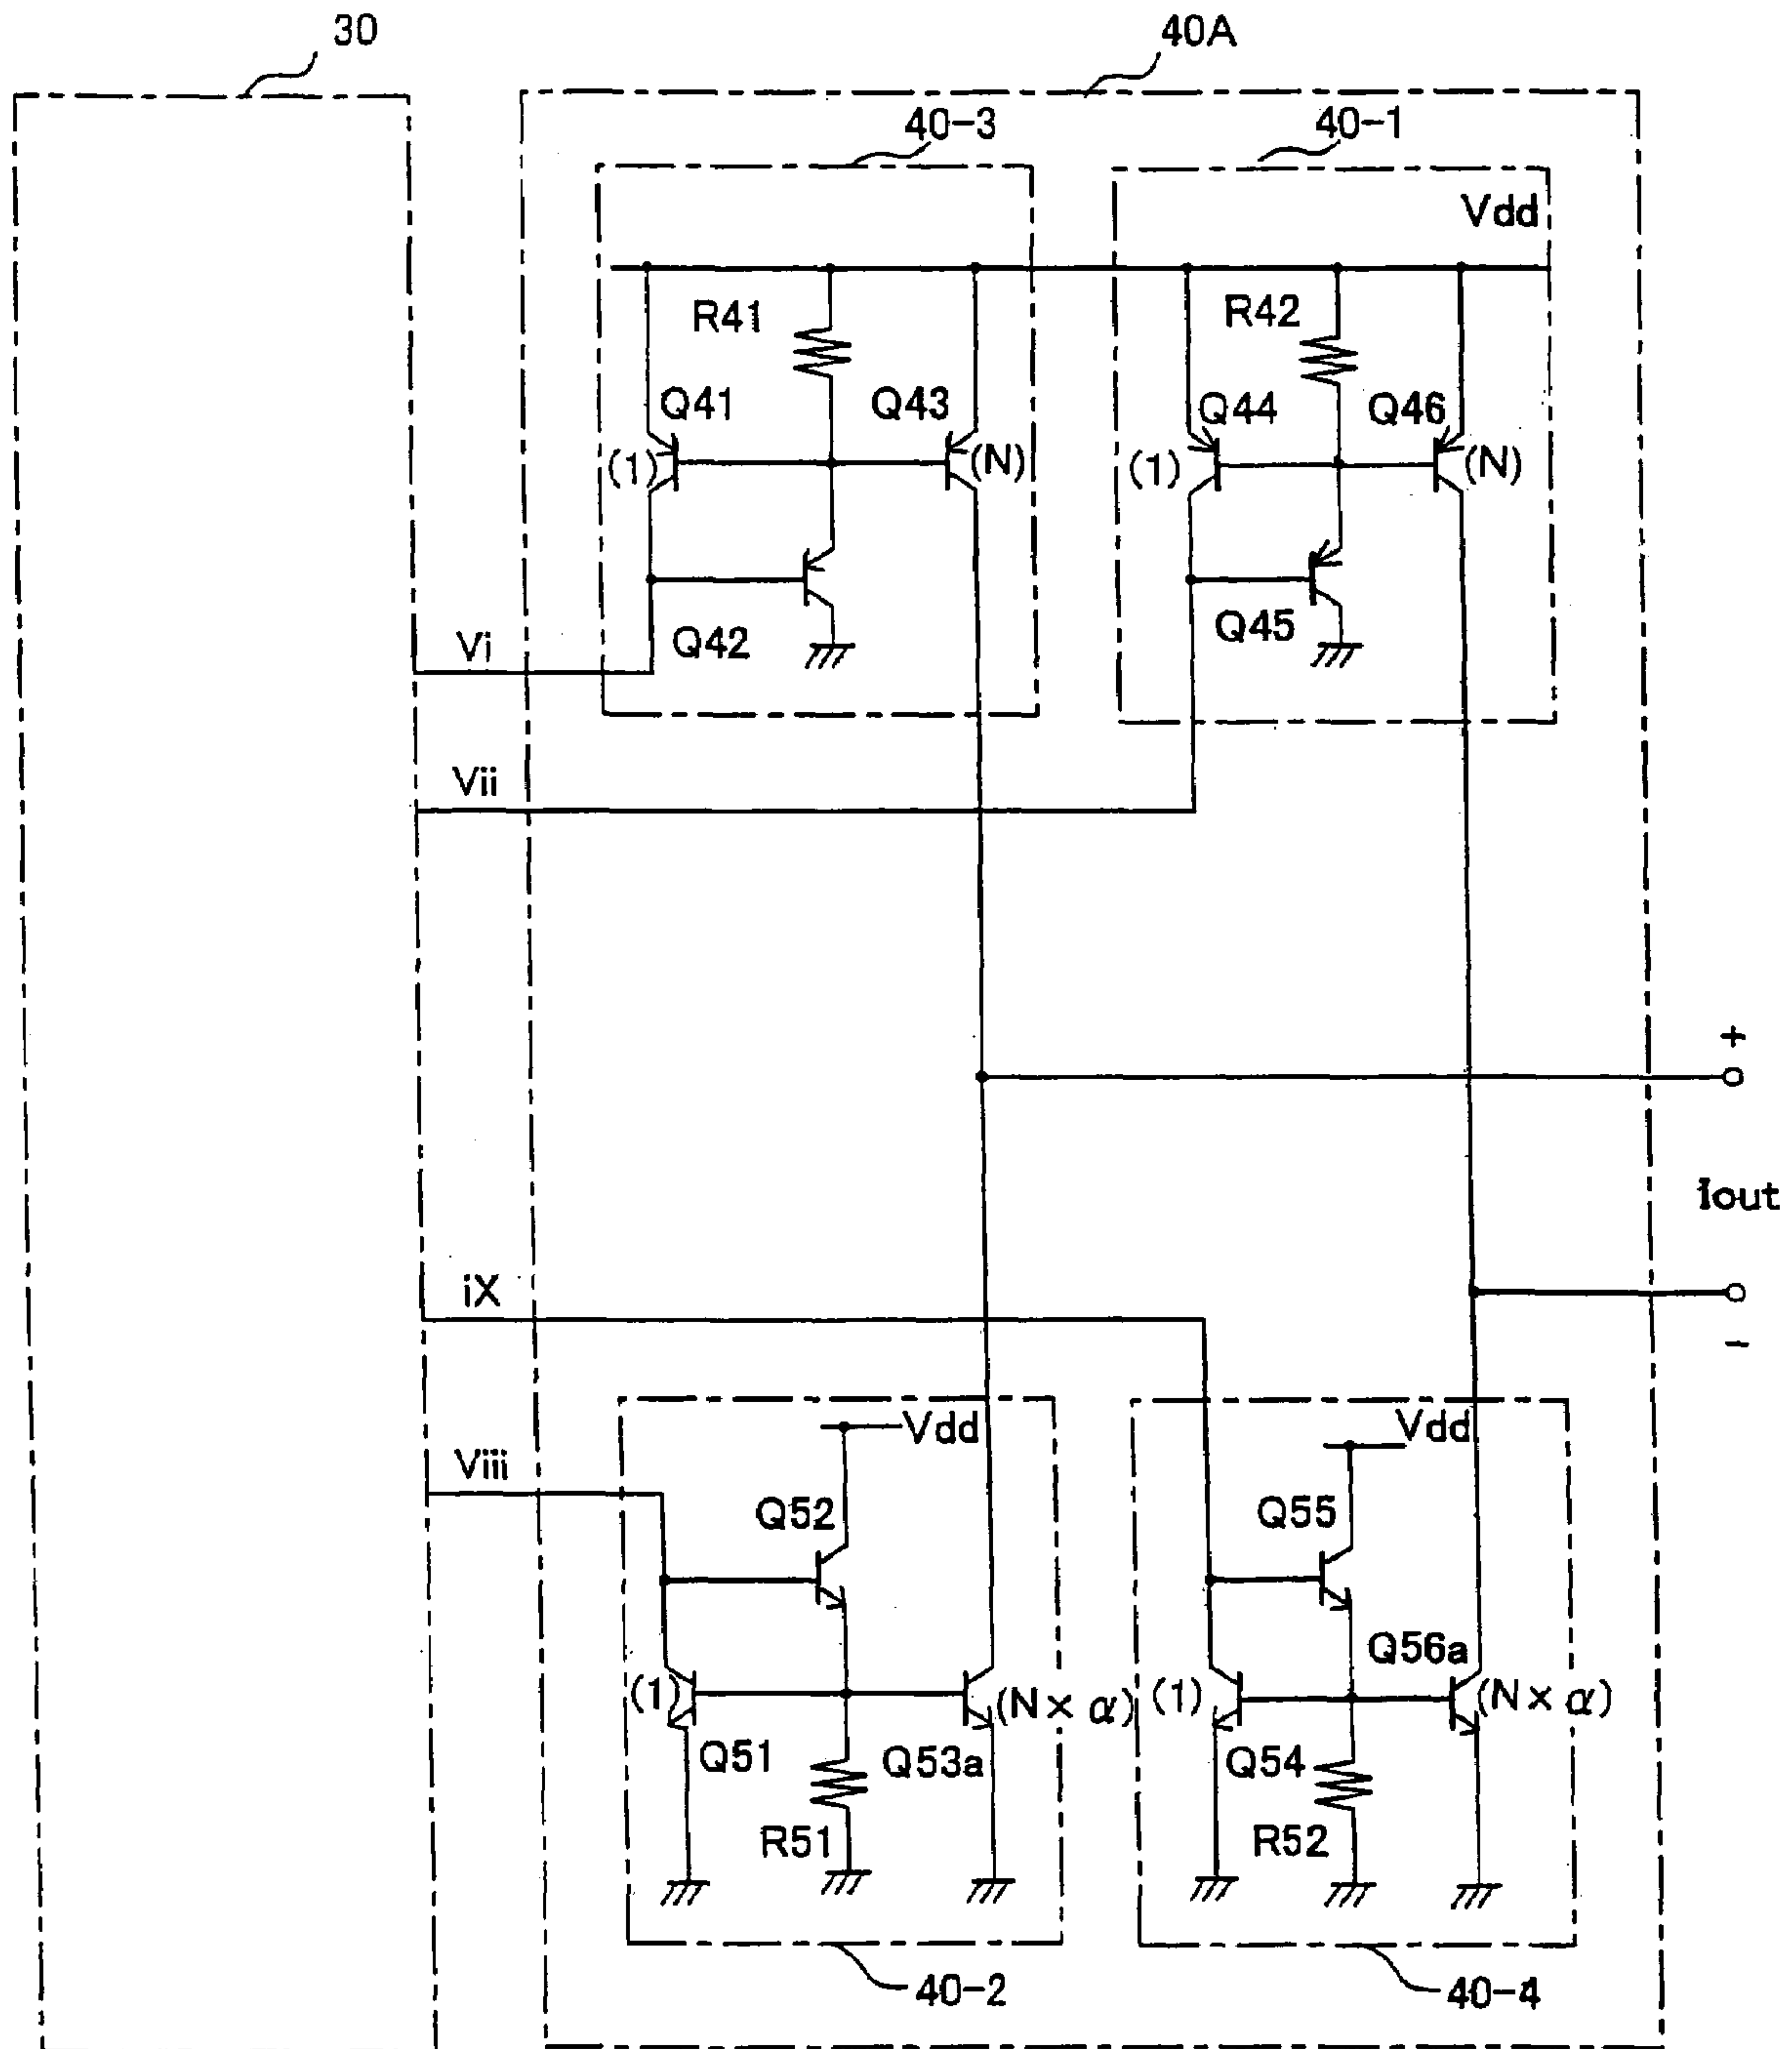 30
40A
40-3
40-1
Vdd
R41
R42
Q41
Q43
Q44
Q46
(1)
(N)
(1)
(N)
Q42
Q45
Vi
Vii
+
Iout
iX
-
Vdd
Vdd
Viii
Q52
Q55
Q56a
(1)
(N × α)
(1)
(N × α)
Q51
Q53a
Q54
R51
R52
40-2
40-4